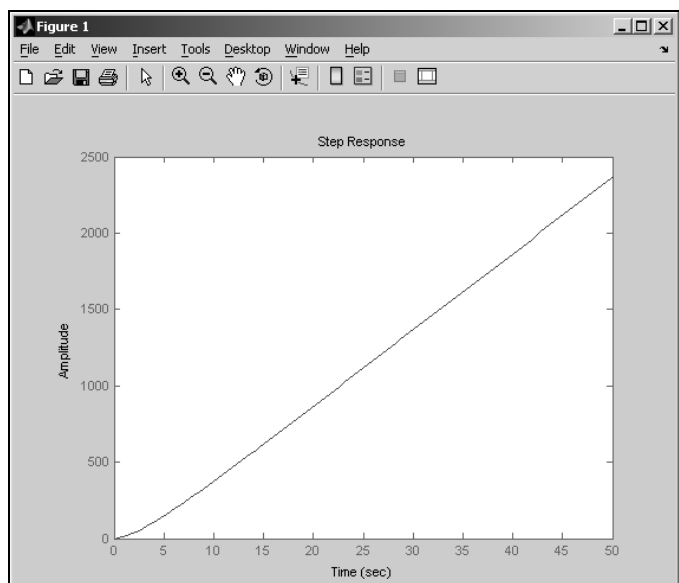 Figure 1
File Edit View Insert Tools Desktop Window Help
Step Response
2500
2000
1500
1000
500
0
Amplitude
0 5 10 15 20 25 30 35 40 45 50
Time (sec)